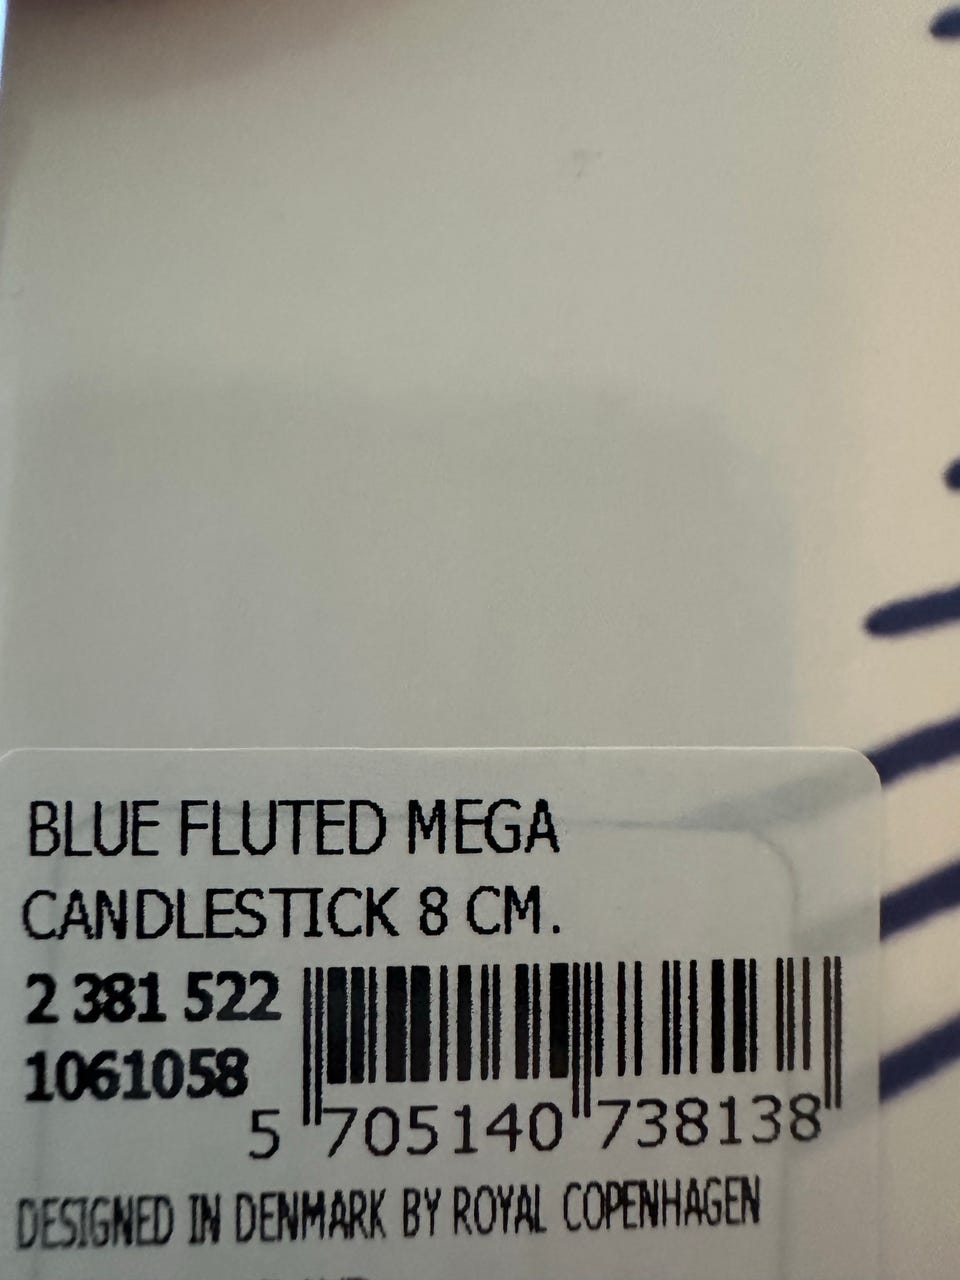 BLUE FLUTED MEGA
CANDLESTICK 8 CM.
2 381 522
1061058
5 705140 738138
DESIGNED IN DENMARK BY ROYAL COPENHAGEN